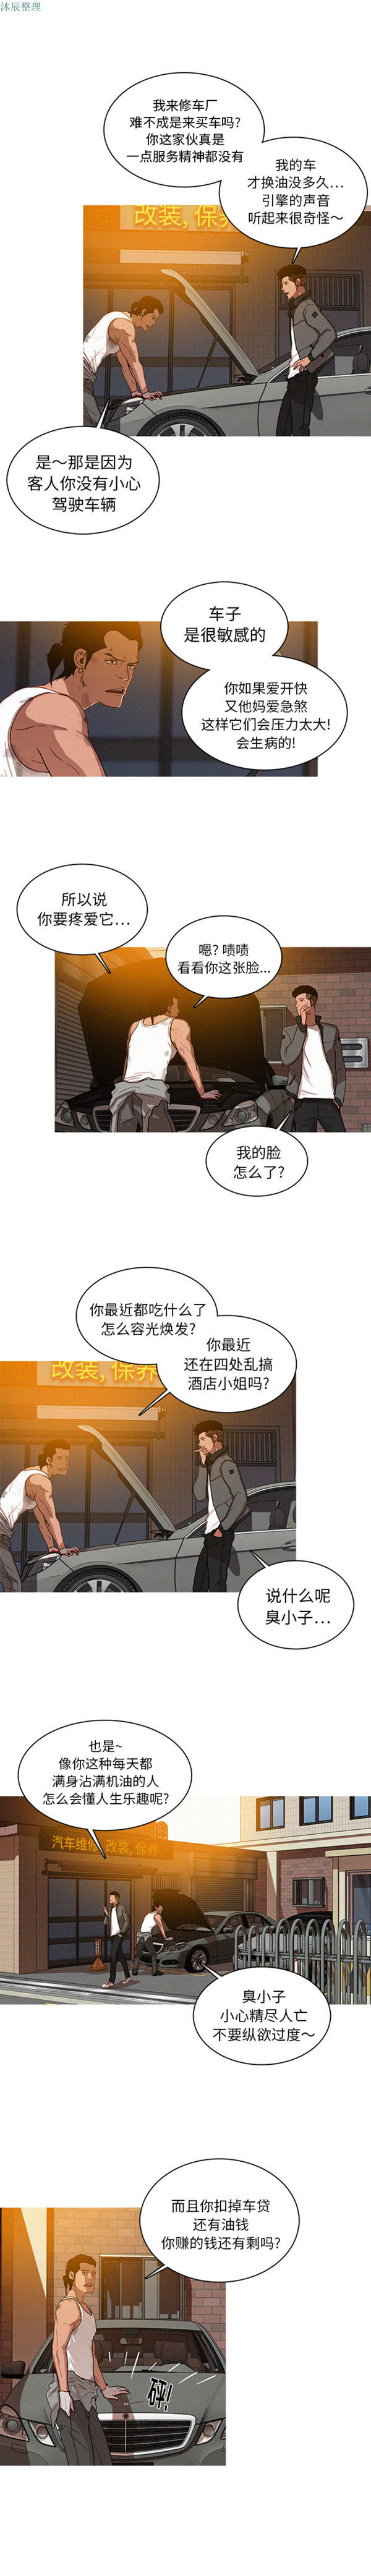 沐辰整理
我来修车厂
难不成是来买车吗?
你这家伙真是
一点服务精神都没有
我的车
才换油没多久...
引擎的声音
听起来很奇怪～
改装,保养
是～那是因为
客人你没有小心
驾驶车辆
车子
是很敏感的
你如果爱开快
又他妈爱急煞
这样它们会压力太大!
会生病的!
所以说
你要疼爱它...
嗯? 啧啧
看看你这张脸...
我的脸
怎么了?
你最近都吃什么了
怎么容光焕发?
你最近
还在四处乱搞
酒店小姐吗?
改装,保养
说什么呢
臭小子...
也是~
像你这种每天都
满身沾满机油的人
怎么会懂人生乐趣呢?
汽车维修,改装,保养
臭小子
小心精尽人亡
不要纵欲过度～
而且你扣掉车贷
还有油钱
你赚的钱还有剩吗?
砰!